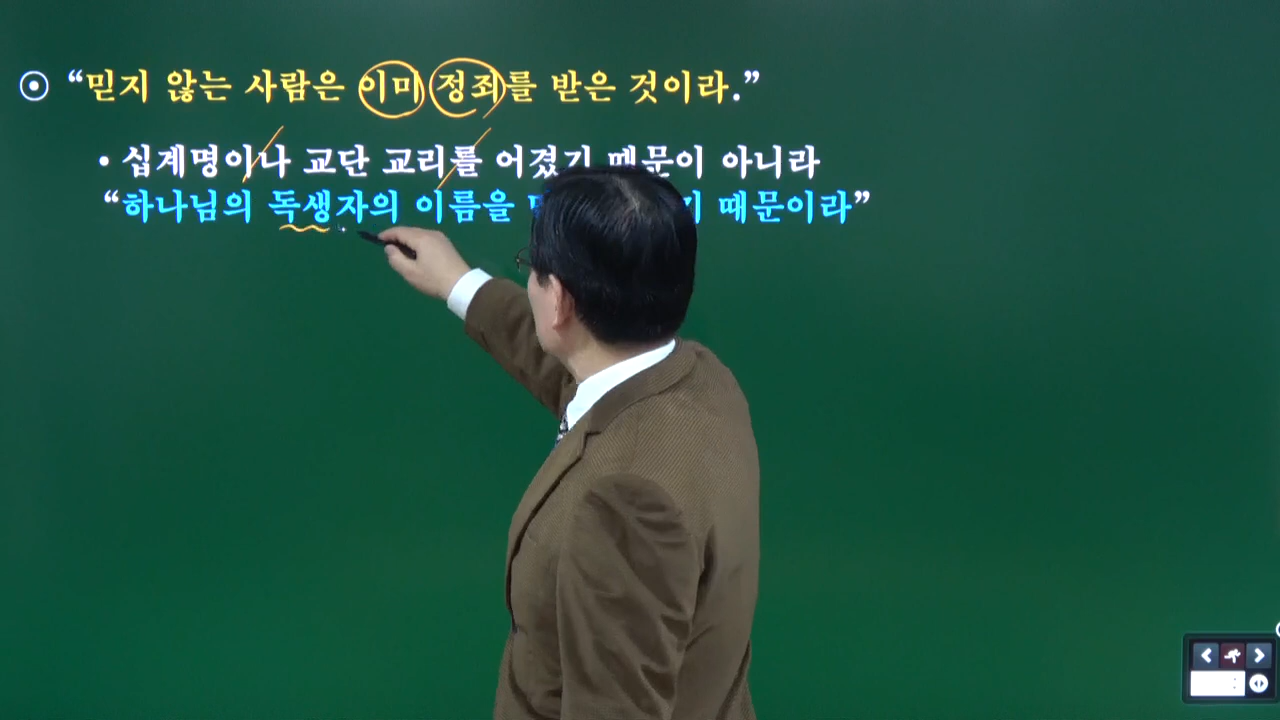 ⊙ “믿지 않는 사람은 이미 정죄를 받은 것이라.”
• 십계명이나 교단 교리를 어겼기 때문이 아니라
“하나님의 독생자의 이름을 기 때문이라”